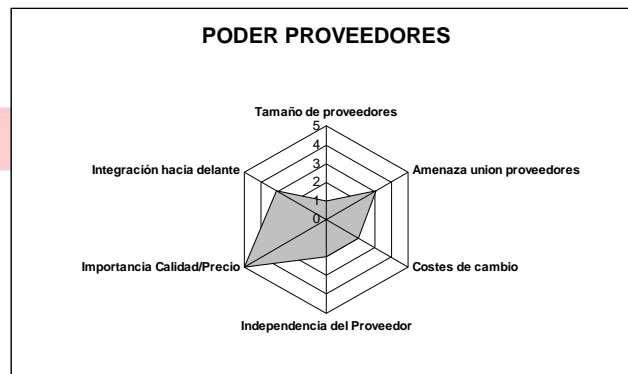 PODER PROVEEDORES
Tamaño de proveedores
5
4
3
2
1
0
Integración hacia delante
Amenaza union proveedores
Importancia Calidad/Precio
Costes de cambio
Independencia del Proveedor